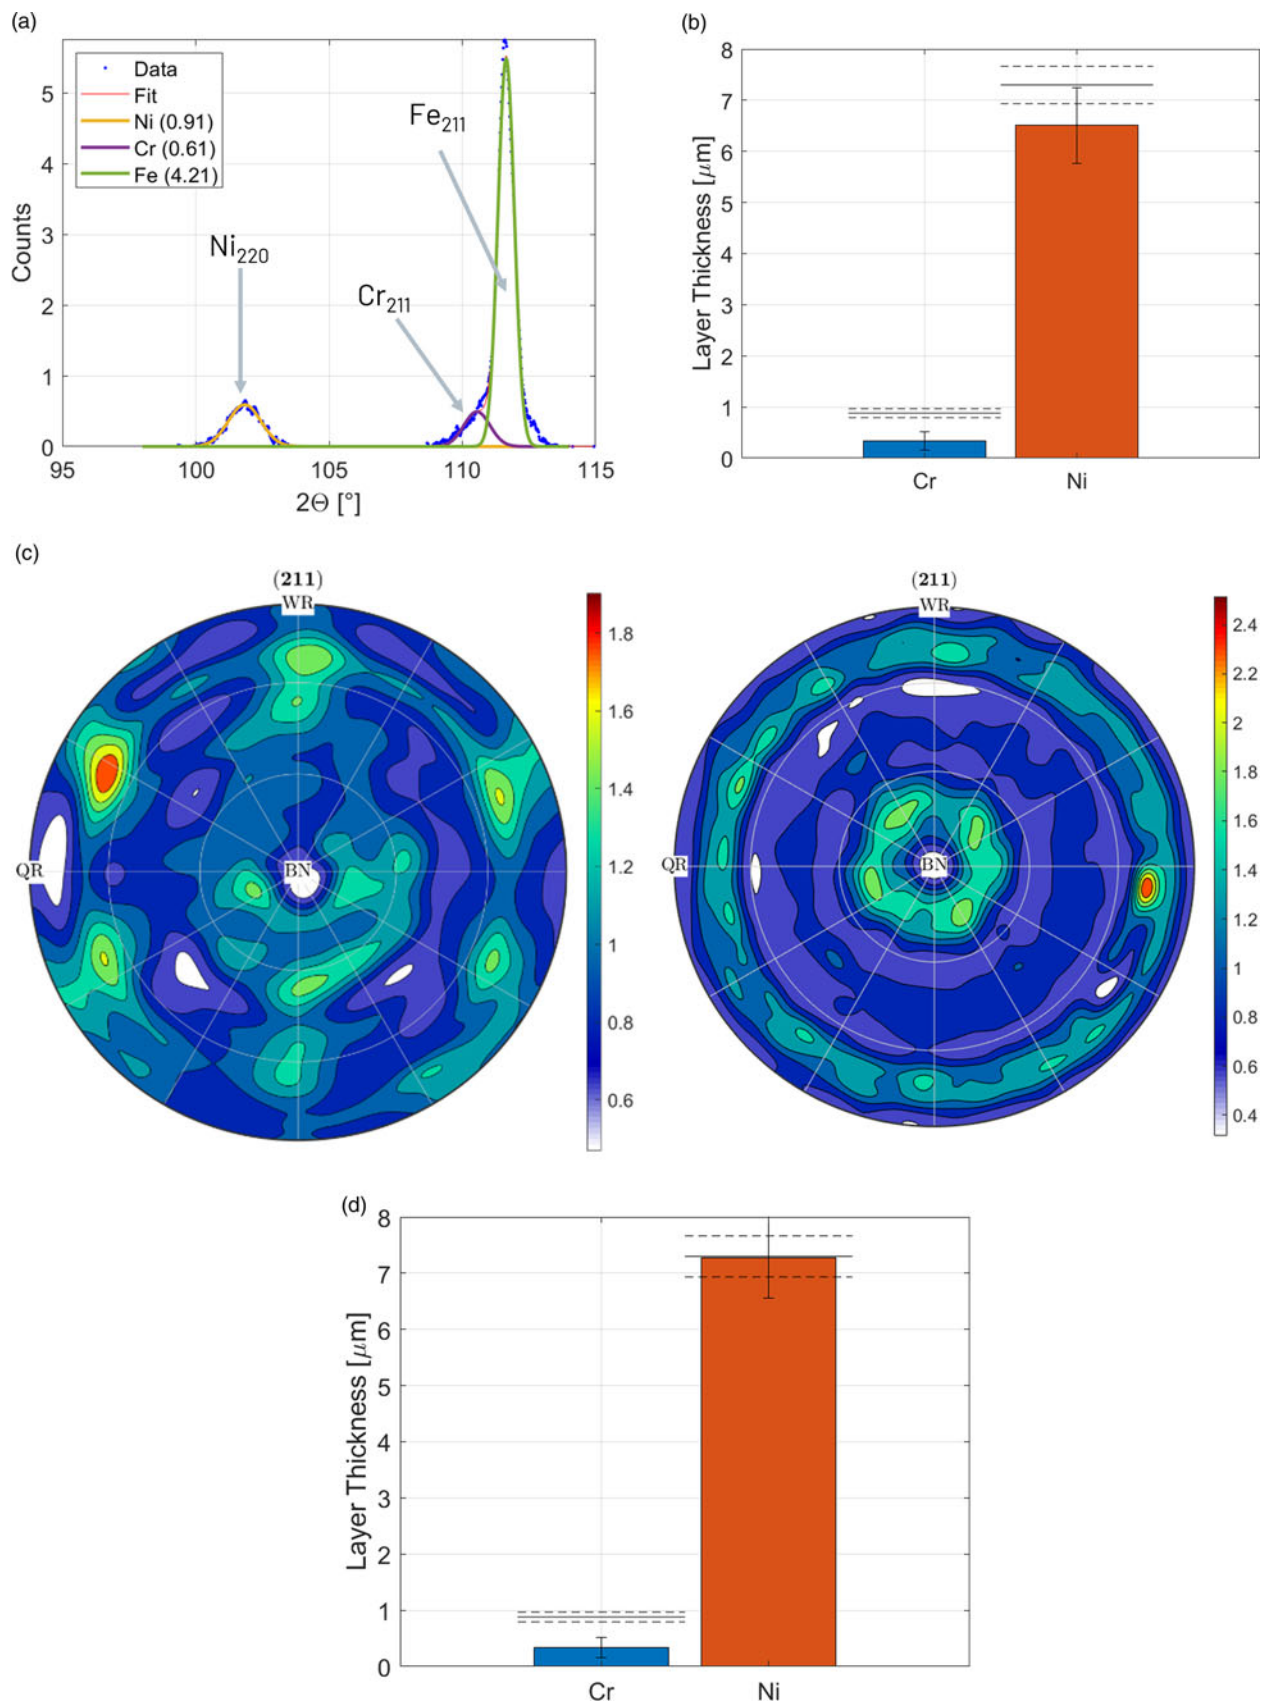 (a)
Data
Fit
Ni (0.91)
Cr (0.61)
Fe (4.21)
Fe211
Ni220
Cr211
Counts
5
4
3
2
1
0
95 100 105 110 115
2Θ [°]
(b)
Layer Thickness [μm]
8
7
6
5
4
3
2
1
0
Cr Ni
(c)
(211)
WR
QR
BN
1.8
1.6
1.4
1.2
1
0.8
0.6
(211)
WR
QR
BN
2.4
2.2
2
1.8
1.6
1.4
1.2
1
0.8
0.6
0.4
(d)
Layer Thickness [μm]
8
7
6
5
4
3
2
1
0
Cr Ni